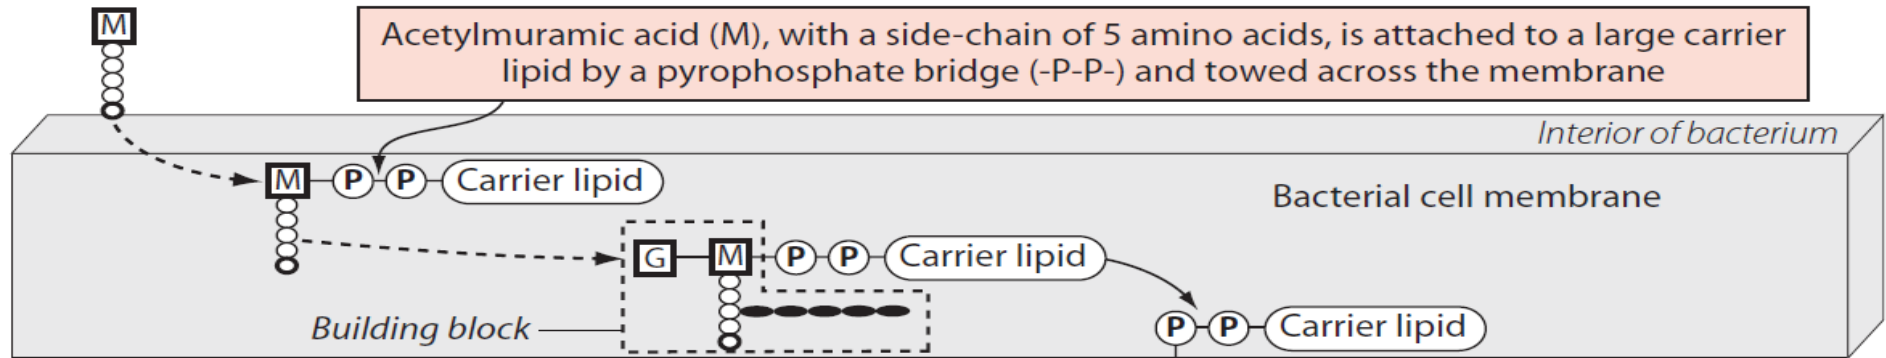 M
Acetylmuramic acid (M), with a side-chain of 5 amino acids, is attached to a large carrier
lipid by a pyrophosphate bridge (-P-P-) and towed across the membrane
Interior of bacterium
M P P Carrier lipid
Bacterial cell membrane
G M P P Carrier lipid
Building block
P P Carrier lipid